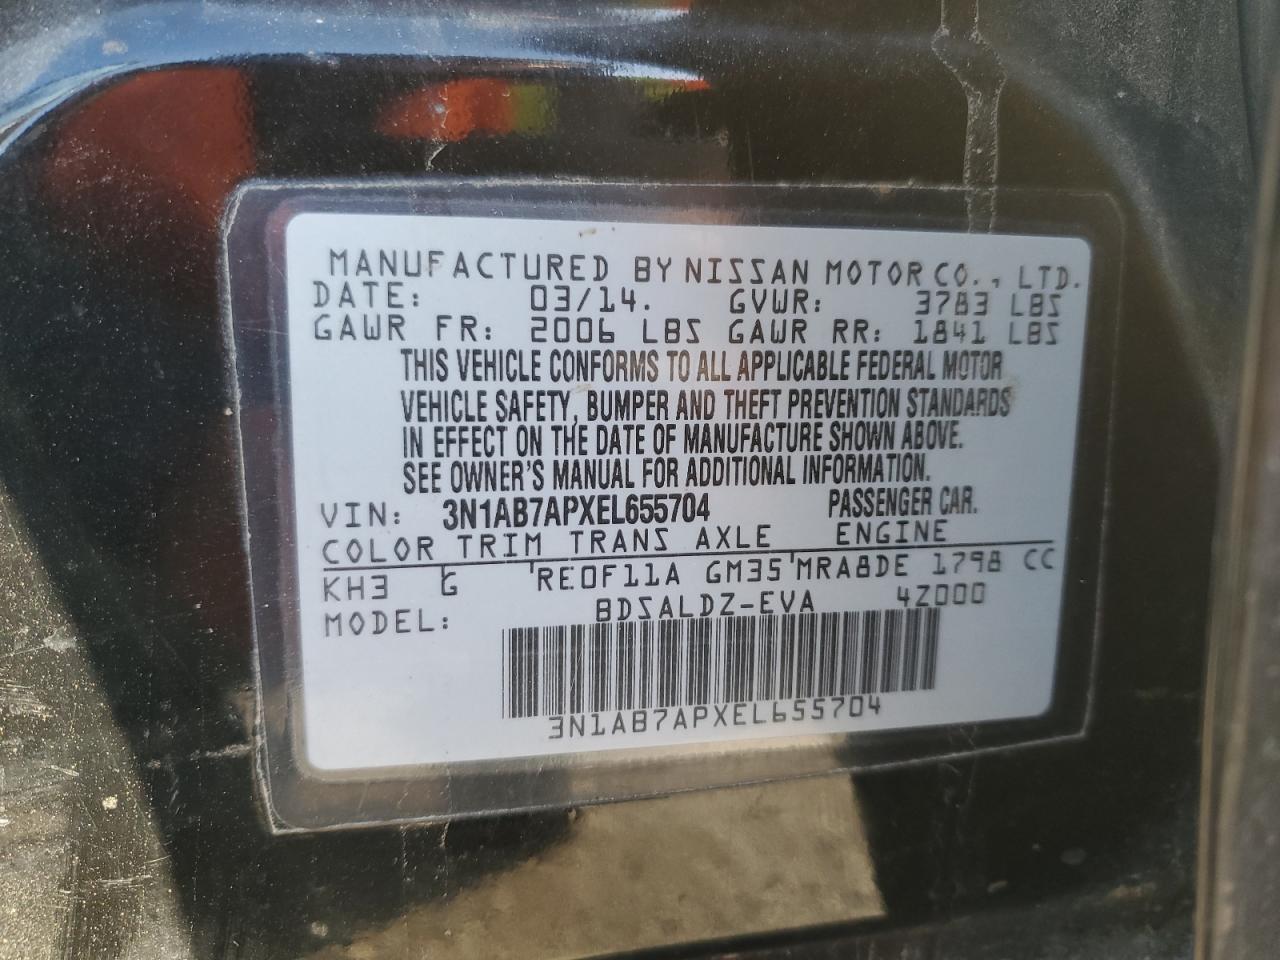 MANUFACTURED BY NISSAN MOTOR CO., LTD.
DATE: 03/14. GVWR: 3783 LBS
GAWR FR: 2006 LBS GAWR RR: 1841 LBS
THIS VEHICLE CONFORMS TO ALL APPLICABLE FEDERAL MOTOR
VEHICLE SAFETY, BUMPER AND THEFT PREVENTION STANDARDS
IN EFFECT ON THE DATE OF MANUFACTURE SHOWN ABOVE.
SEE OWNER'S MANUAL FOR ADDITIONAL INFORMATION.
VIN: 3N1AB7APXEL655704 PASSENGER CAR.
COLOR TRIM TRANS AXLE ENGINE
KH3 G RE0F11A GM35 MRA8DE 1798 CC
MODEL: BDSALDZ-EVA 4Z000
3N1AB7APXEL655704